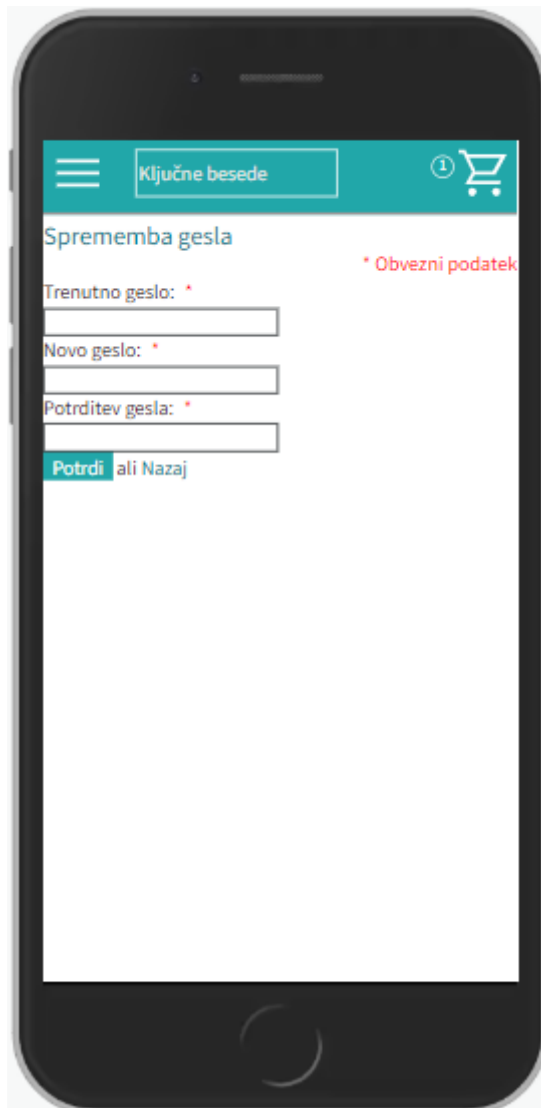 Ključne besede
1
Sprememba gesla
* Obvezni podatek
Trenutno geslo: *
Novo geslo: *
Potrditev gesla: *
Potrdi ali Nazaj